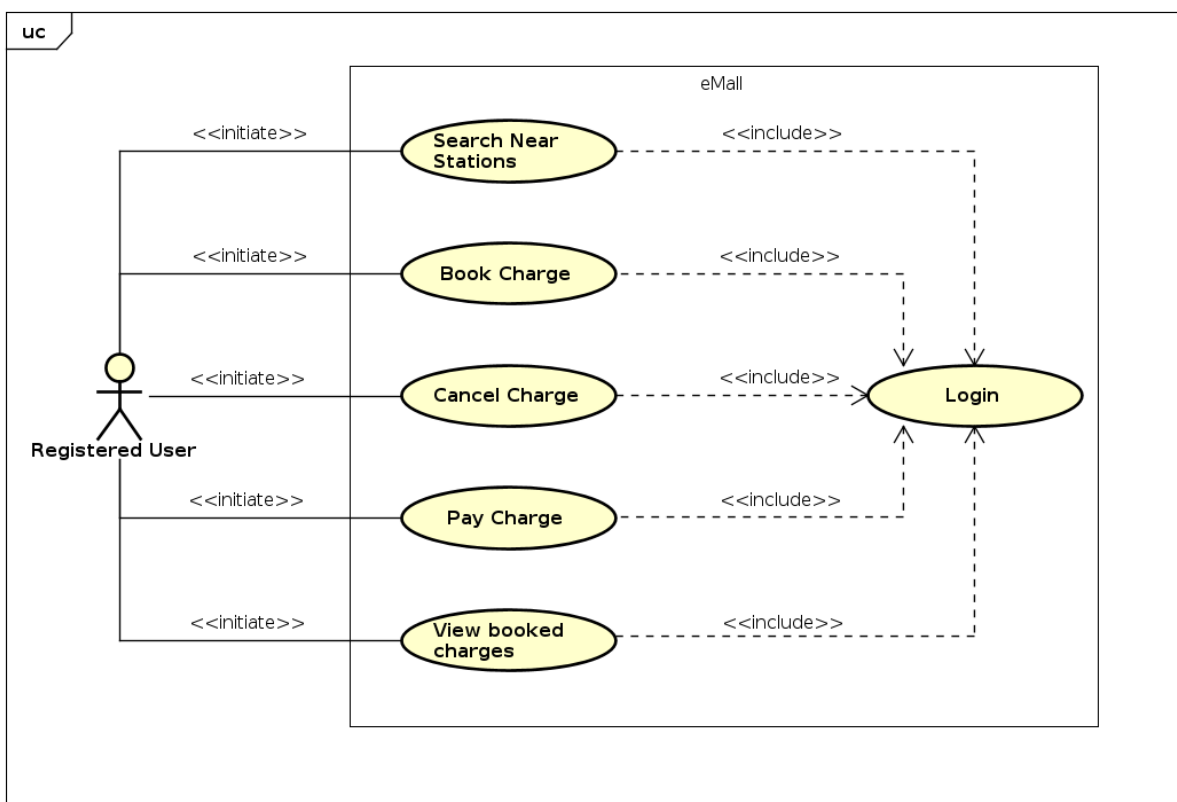 uc
eMall
<<initiate>>
Search Near
Stations
<<include>>
<<initiate>>
Book Charge
<<include>>
<<initiate>>
Cancel Charge
<<include>>
Login
Registered User
<<initiate>>
Pay Charge
<<include>>
<<initiate>>
View booked
charges
<<include>>